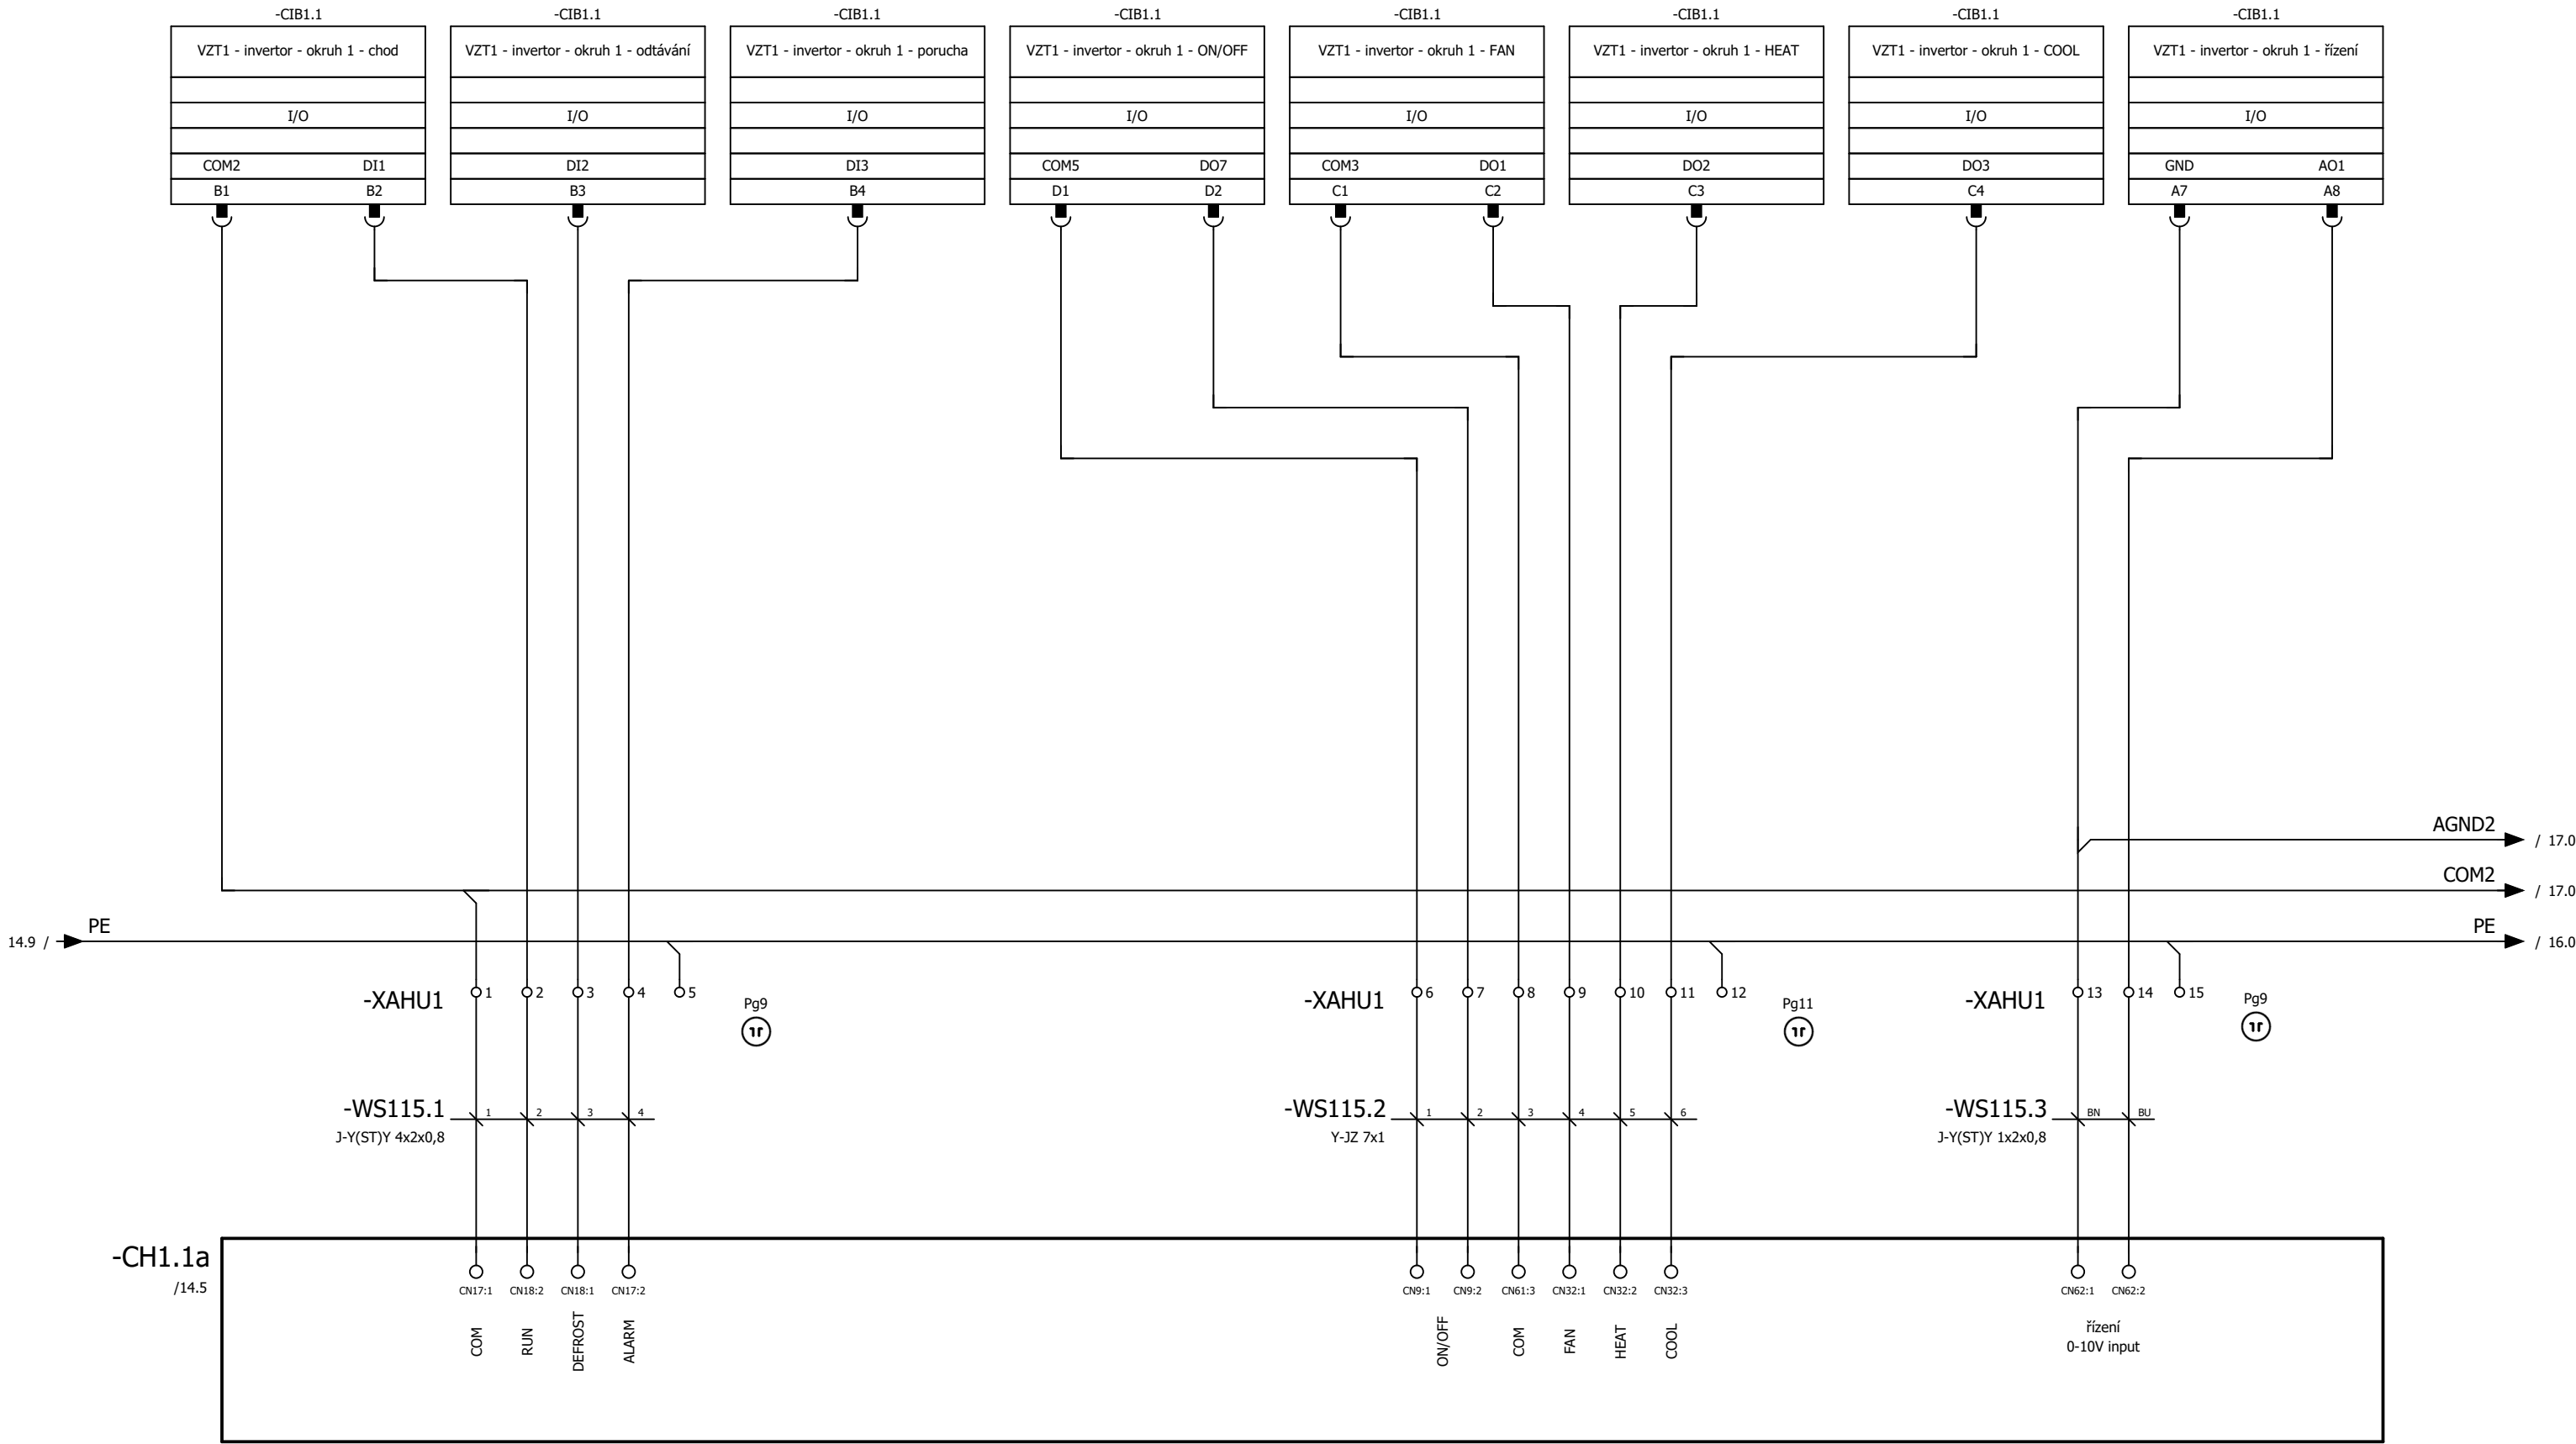 -CIB1.1 -CIB1.1 -CIB1.1 -CIB1.1 -CIB1.1 -CIB1.1 -CIB1.1 -CIB1.1
VZT1 - invertor - okruh 1 - chod VZT1 - invertor - okruh 1 - odtávání VZT1 - invertor - okruh 1 - porucha VZT1 - invertor - okruh 1 - ON/OFF VZT1 - invertor - okruh 1 - FAN VZT1 - invertor - okruh 1 - HEAT VZT1 - invertor - okruh 1 - COOL VZT1 - invertor - okruh 1 - řízení
I/O I/O I/O I/O I/O I/O I/O I/O
COM2 DI1 DI2 DI3 COM5 DO7 COM3 DO1 DO2 DO3 GND AO1
B1 B2 B3 B4 D1 D2 C1 C2 C3 C4 A7 A8
AGND2 / 17.0
COM2 / 17.0
14.9 / PE PE / 16.0
-XAHU1 1 2 3 4 5 Pg9 -XAHU1 6 7 8 9 10 11 12 Pg11 -XAHU1 13 14 15 Pg9
-WS115.1 1 2 3 4 -WS115.2 1 2 3 4 5 6 -WS115.3 BN BU
J-Y(ST)Y 4x2x0,8 Y-JZ 7x1 J-Y(ST)Y 1x2x0,8
-CH1.1a
/14.5
CN17:1 CN18:2 CN18:1 CN17:2 CN9:1 CN9:2 CN61:3 CN32:1 CN32:2 CN32:3 CN62:1 CN62:2
COM RUN DEFROST ALARM ON/OFF COM FAN HEAT COOL řízení
0-10V input